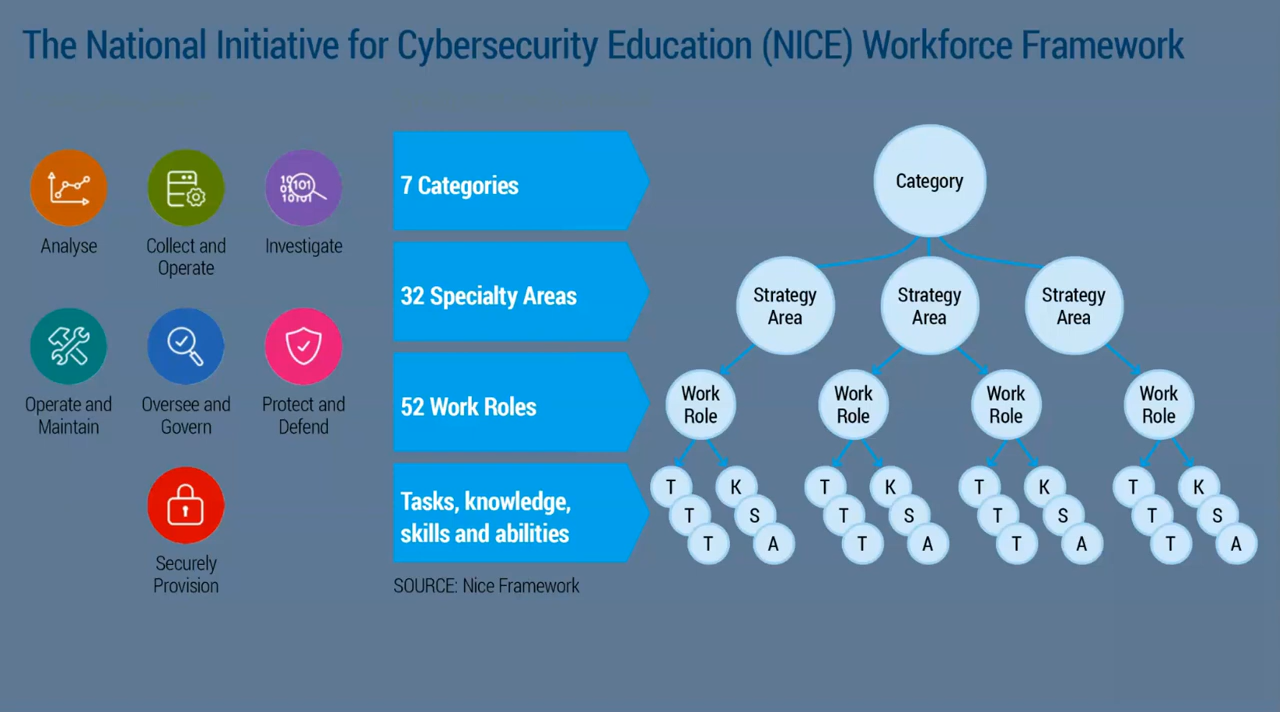 The National Initiative for Cybersecurity Education (NICE) Workforce Framework
Analyse
Collect and
Operate
Investigate
Operate and
Maintain
Oversee and
Govern
Protect and
Defend
Securely
Provision
7 Categories
32 Specialty Areas
52 Work Roles
Tasks, knowledge,
skills and abilities
SOURCE: Nice Framework
Category
Strategy
Area
Strategy
Area
Strategy
Area
Work
Role
Work
Role
Work
Role
Work
Role
T
T
T
K
S
A
T
T
T
K
S
A
T
T
T
K
S
A
T
T
T
K
S
A